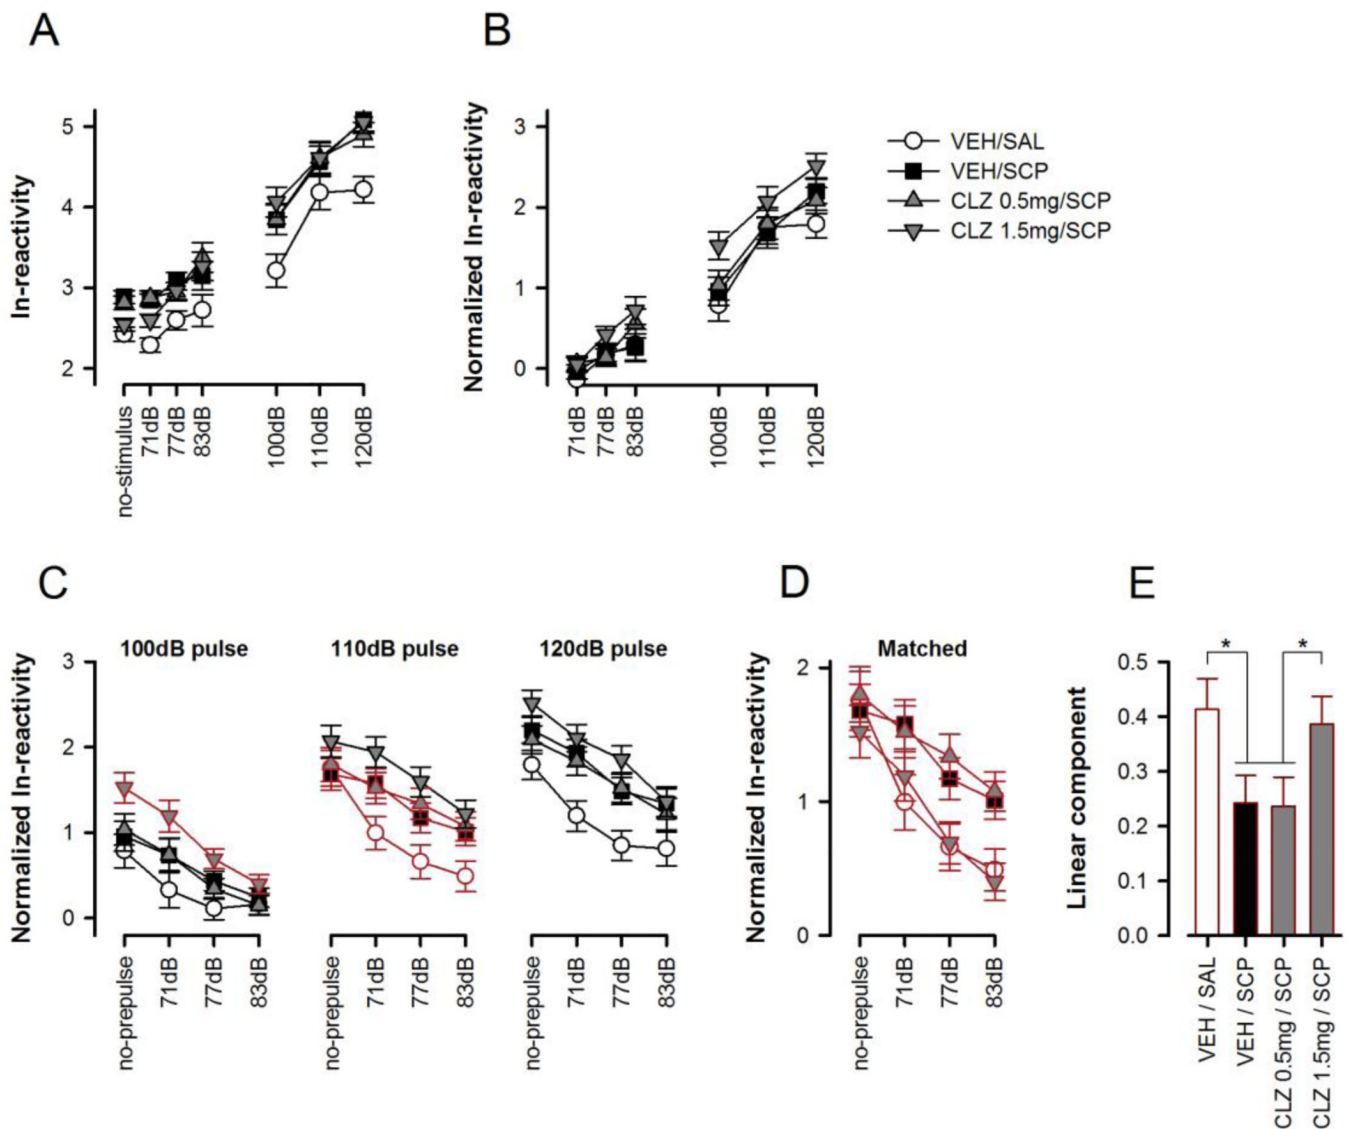 A
B
ln-reactivity
5
4
3
2
no-stimulus
71dB
77dB
83dB
100dB
110dB
120dB
Normalized ln-reactivity
3
2
1
0
71dB
77dB
83dB
100dB
110dB
120dB
VEH/SAL
VEH/SCP
CLZ 0.5mg/SCP
CLZ 1.5mg/SCP
C
D
E
100dB pulse
110dB pulse
120dB pulse
Normalized ln-reactivity
3
2
1
0
no-prepulse
71dB
77dB
83dB
no-prepulse
71dB
77dB
83dB
no-prepulse
71dB
77dB
83dB
Matched
Normalized ln-reactivity
2
1
0
no-prepulse
71dB
77dB
83dB
Linear component
0.5
0.4
0.3
0.2
0.1
0.0
*
*
VEH / SAL
VEH / SCP
CLZ 0.5mg / SCP
CLZ 1.5mg / SCP